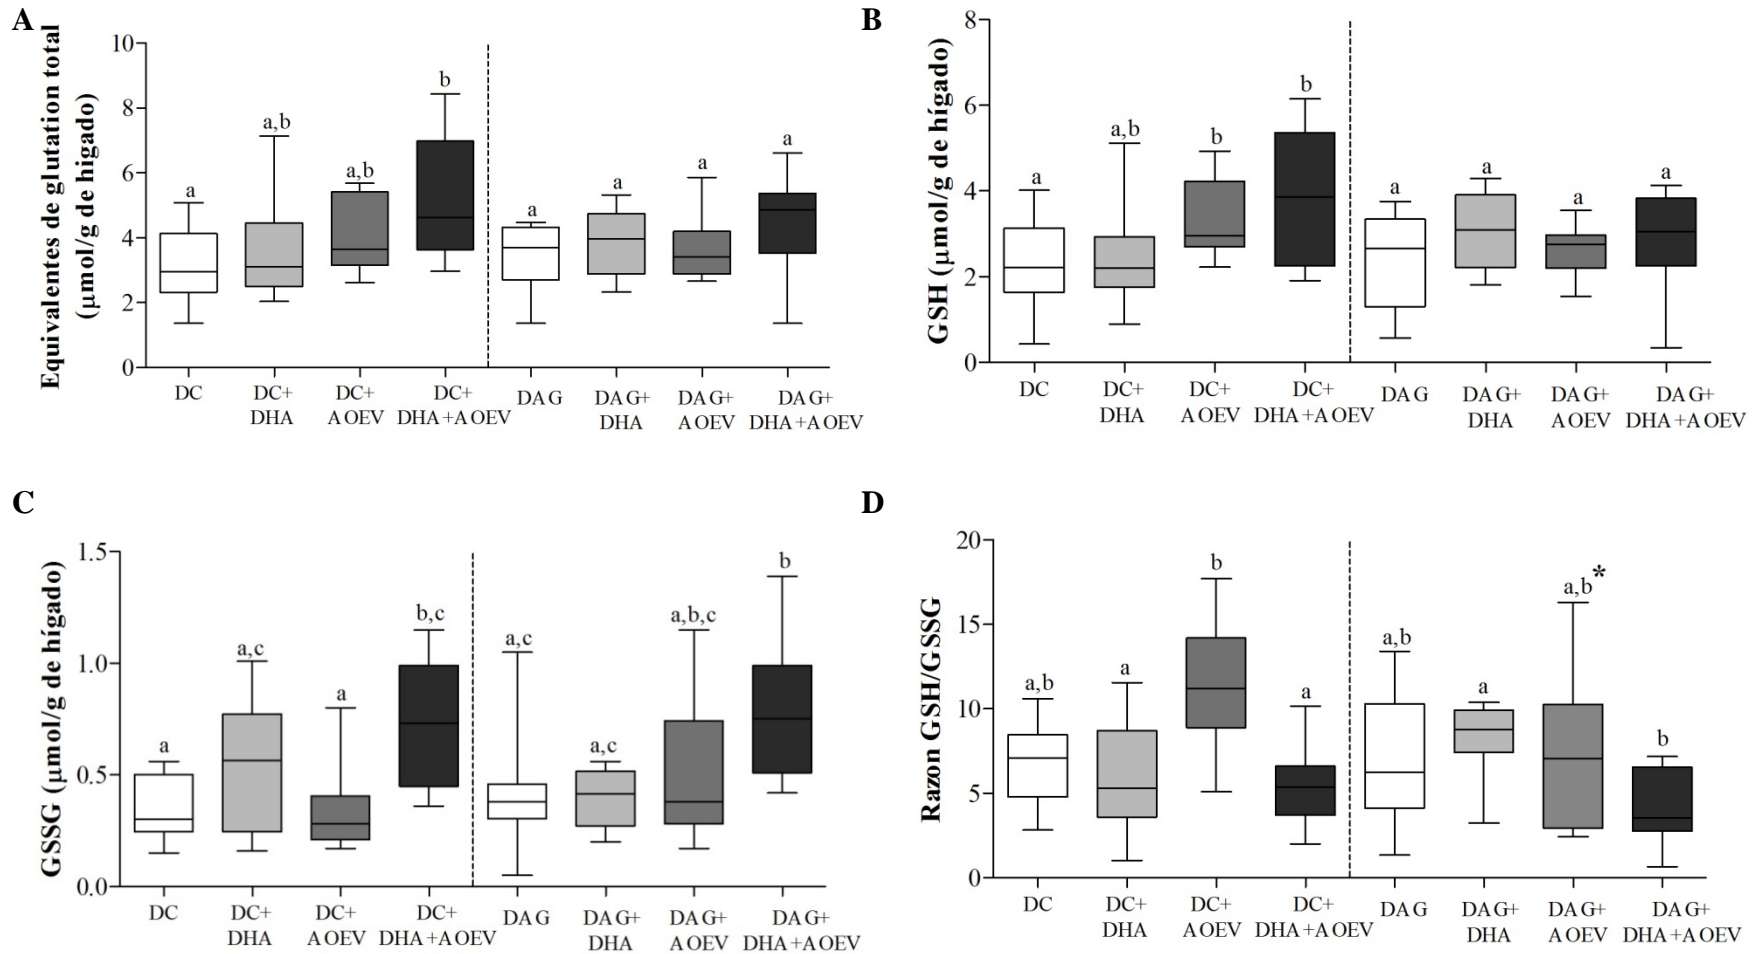 A
Equivalentes de glutation total
(µmol/g de higado)
10
8
6
4
2
0
a
a,b
a,b
b
a
a
a
a
DC
DC+
DHA
DC+
AOEV
DC+
DHA+AOEV
DAG
DAG+
DHA
DAG+
AOEV
DAG+
DHA+AOEV
B
GSH (µmol/g de hígado)
8
6
4
2
0
a
a,b
b
b
a
a
a
a
DC
DC+
DHA
DC+
AOEV
DC+
DHA+AOEV
DAG
DAG+
DHA
DAG+
AOEV
DAG+
DHA+AOEV
C
GSSG (µmol/g de hígado)
1.5
1.0
0.5
0.0
a
a,c
a
b,c
a,c
a,c
a,b,c
b
DC
DC+
DHA
DC+
AOEV
DC+
DHA+AOEV
DAG
DAG+
DHA
DAG+
AOEV
DAG+
DHA+AOEV
D
Razon GSH/GSSG
20
15
10
5
0
a,b
a
b
a
a,b
a
a,b*
b
DC
DC+
DHA
DC+
AOEV
DC+
DHA+AOEV
DAG
DAG+
DHA
DAG+
AOEV
DAG+
DHA+AOEV